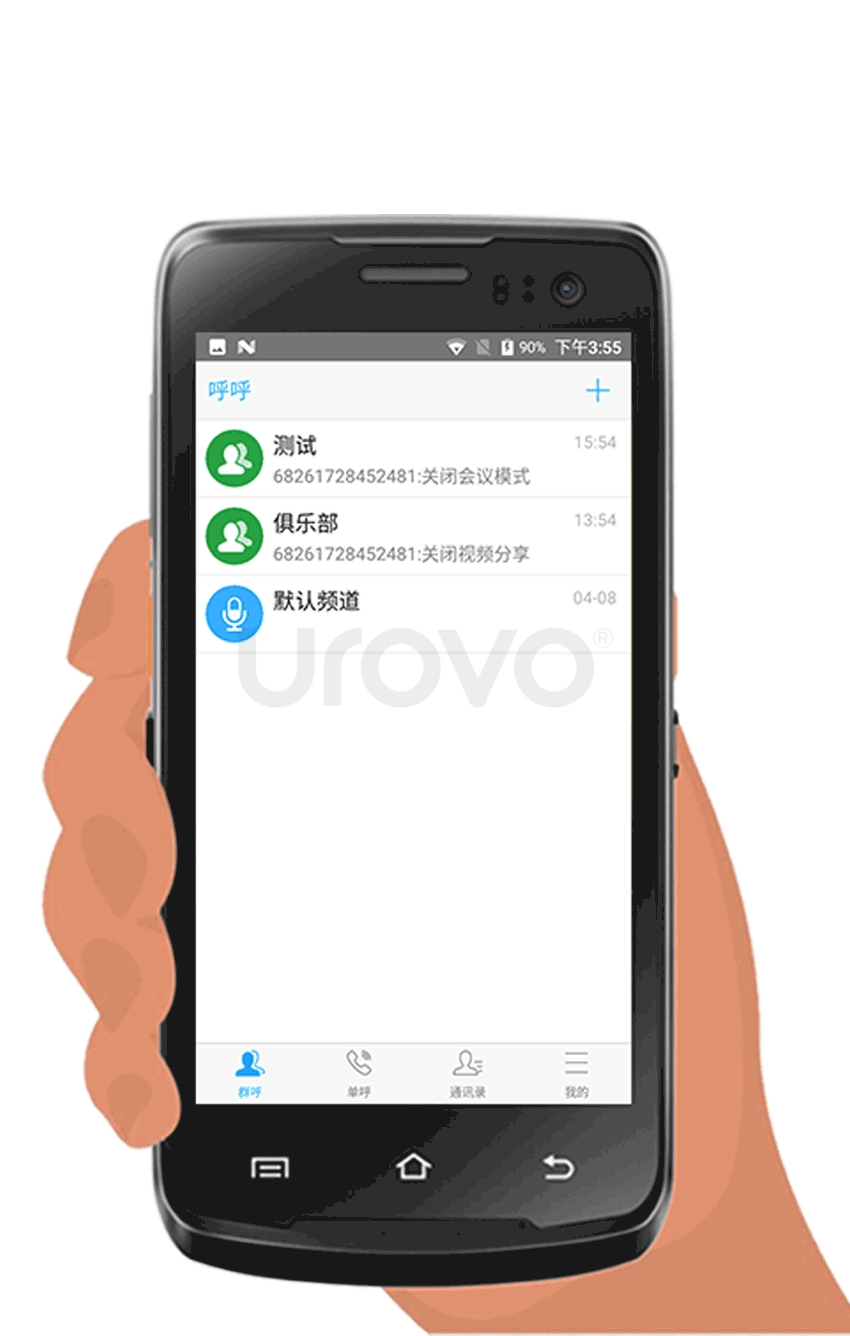 90% 下午3:55
呼呼
测试 15:54
68261728452481:关闭会议模式
俱乐部 13:54
68261728452481:关闭视频分享
默认频道 04-08
urovo®
群呼 单呼 通讯录 我的